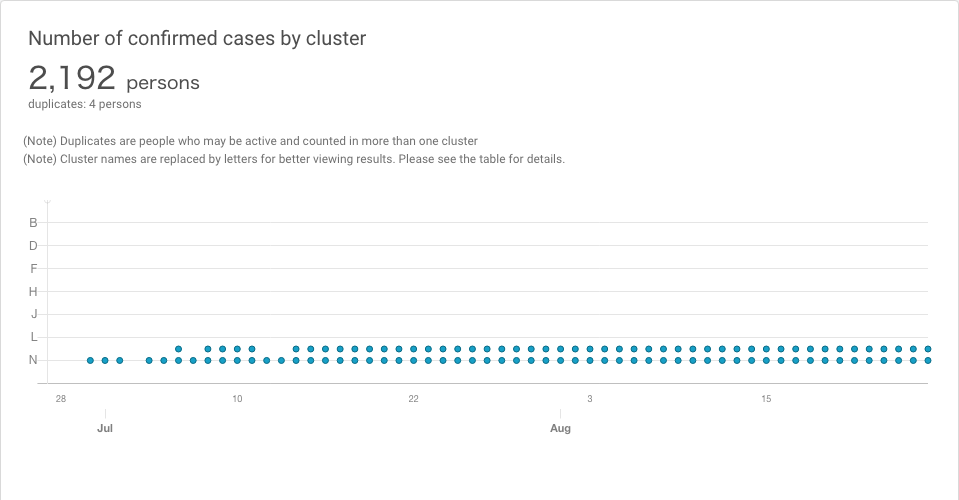 Number of confirmed cases by cluster
2,192 persons
duplicates: 4 persons
(Note) Duplicates are people who may be active and counted in more than one cluster
(Note) Cluster names are replaced by letters for better viewing results. Please see the table for details.
B
D
F
H
J
L
N
28 10 22 3 15
Jul Aug